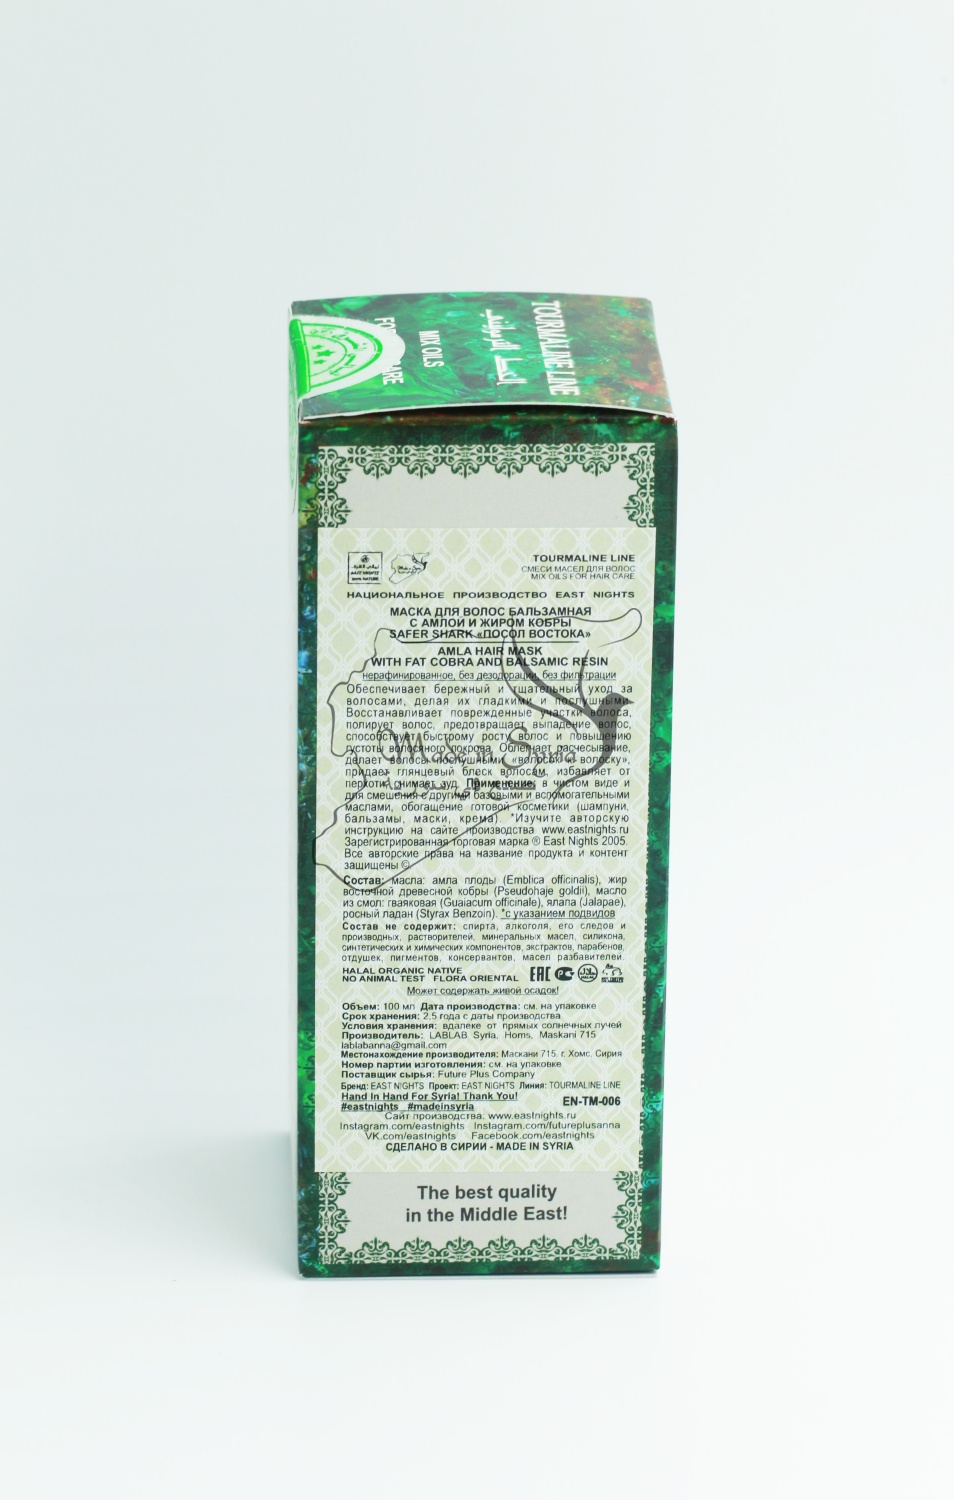 TOURMALINE LINE
MIX OILS
TOURMALINE LINE
СМЕСИ МАСЕЛ ДЛЯ ВОЛОС
MIX OILS FOR HAIR CARE
НАЦИОНАЛЬНОЕ ПРОИЗВОДСТВО EAST NIGHTS
МАСКА ДЛЯ ВОЛОС БАЛЬЗАМНАЯ
С АМЛОЙ И ЖИРОМ КОБРЫ
SAFER SHARK «ПОСОЛ ВОСТОКА»
AMLA HAIR MASK
WITH FAT COBRA AND BALSAMIC RESIN
нерафинированное, без дезодорации, без фильтрации
Обеспечивает бережный и тщательный уход за
волосами, делая их гладкими и послушными.
Восстанавливает поврежденные участки волоса,
полирует волос, предотвращает выпадение волос,
способствует быстрому росту волос и повышению
густоты волосяного покрова. Облегчает расчесывание,
делает волосы послушными, «волосок к волоску»,
придает глянцевый блеск волосам, избавляет от
перхоти, снимает зуд. Применение: в чистом виде и
для смешения с другими базовыми и вспомогательными
маслами, обогащение готовой косметики (шампуни,
бальзамы, маски, крема). *Изучите авторскую
инструкцию на сайте производства www.eastnights.ru
Зарегистрированная торговая марка ® East Nights 2005.
Все авторские права на название продукта и контент
защищены ©
Made in Syria
Состав: масла: амла плоды (Emblica officinalis), жир
восточной древесной кобры (Pseudohaje goldii), масло
из смол: гваяковая (Guaiacum officinale), ялапа (Jalapae),
росный ладан (Styrax Benzoin). *с указанием подвидов
Состав не содержит: спирта, алкоголя, его следов и
производных, растворителей, минеральных масел, силикона,
синтетических и химических компонентов, экстрактов, парабенов,
отдушек, пигментов, консервантов, масел разбавителей.
HALAL ORGANIC NATIVE
NO ANIMAL TEST FLORA ORIENTAL
EAC
Может содержать живой осадок!
Объем: 100 мл Дата производства: см. на упаковке
Срок хранения: 2,5 года с даты производства
Условия хранения: вдалеке от прямых солнечных лучей
Производитель: LABLAB Syria, Homs, Maskani 715
lablabanna@gmail.com
Местонахождение производителя: Маскани 715, г. Хомс, Сирия
Номер партии изготовления: см. на упаковке
Поставщик сырья: Future Plus Company
Бренд: EAST NIGHTS Проект: EAST NIGHTS Линия: TOURMALINE LINE
Hand In Hand For Syria! Thank You!
#eastnights #madeinsyria
EN-TM-006
Сайт производства: www.eastnights.ru
Instagram.com/eastnights Instagram.com/futureplusanna
VK.com/eastnights Facebook.com/eastnights
СДЕЛАНО В СИРИИ - MADE IN SYRIA
The best quality
in the Middle East!